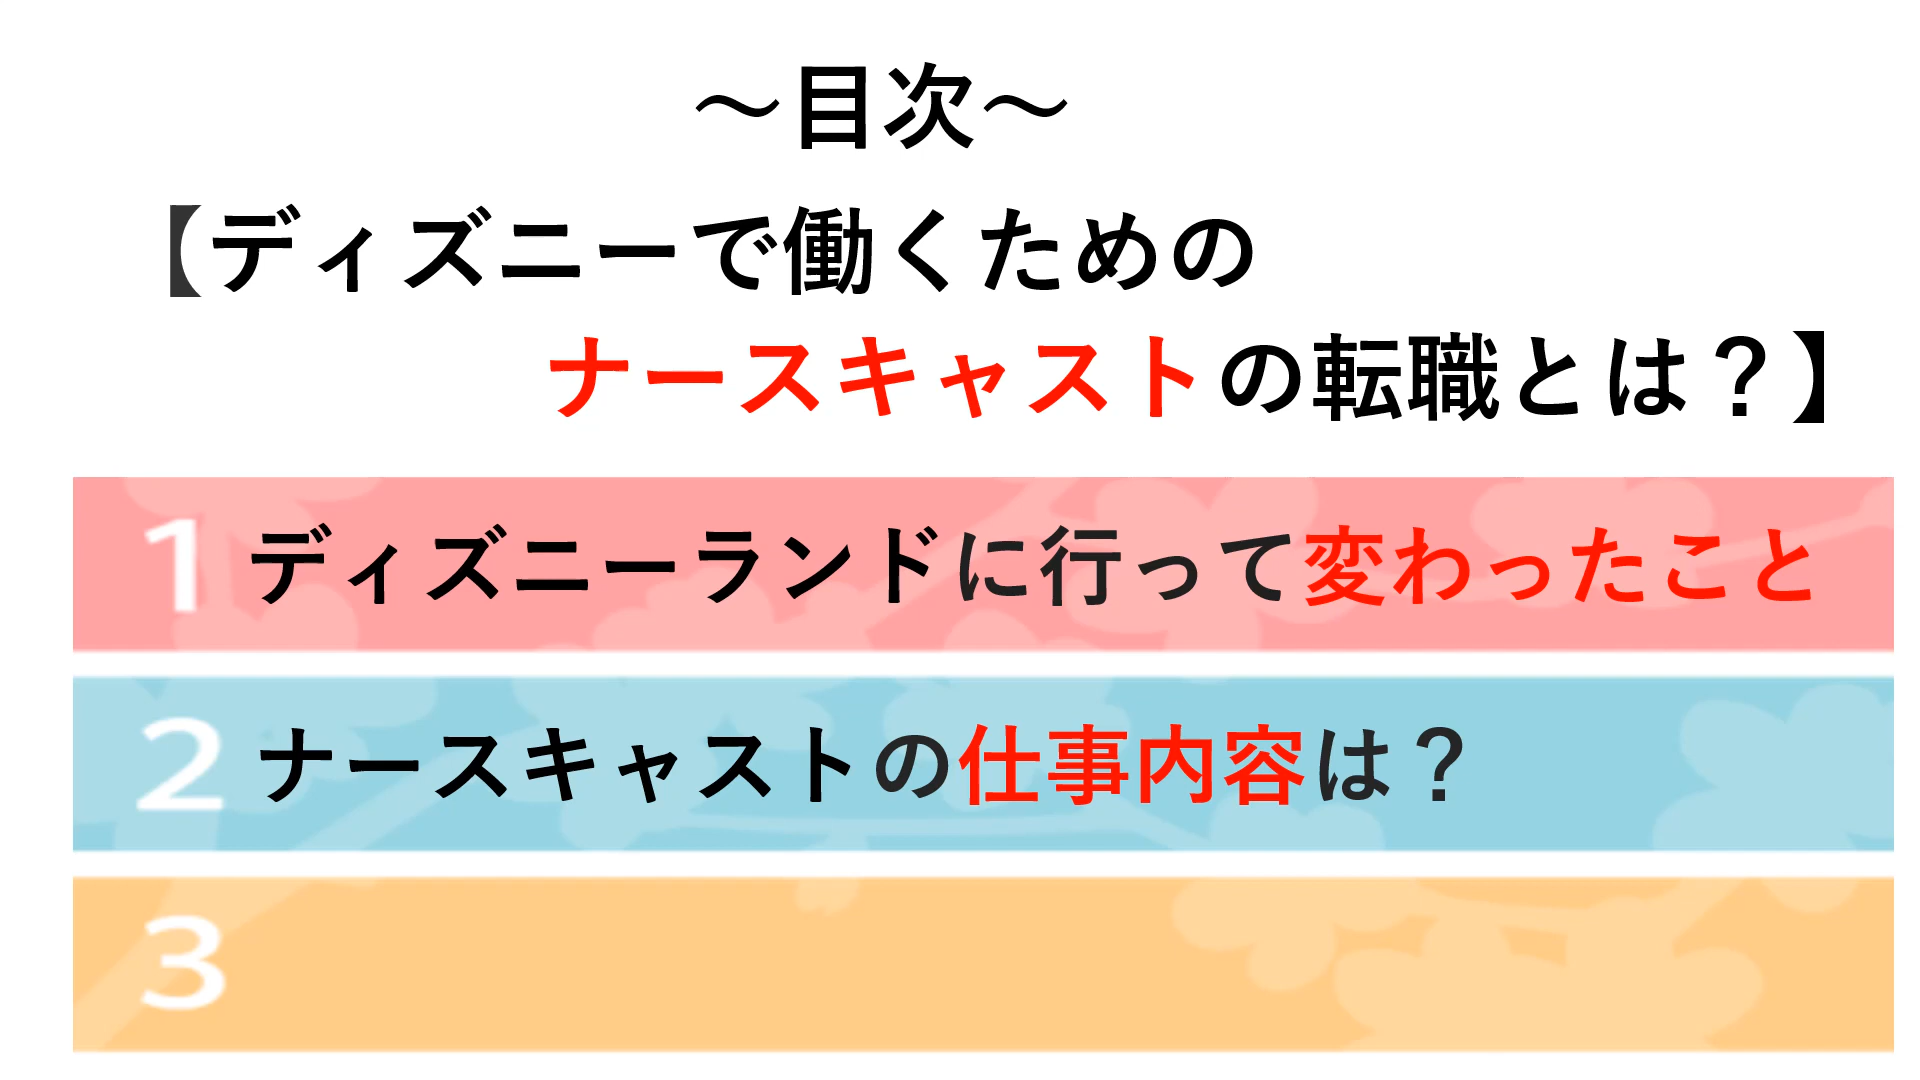 ～目次～
【ディズニーで働くための
ナースキャストの転職とは？】
1 ディズニーランドに行って変わったこと
2 ナースキャストの仕事内容は？
3